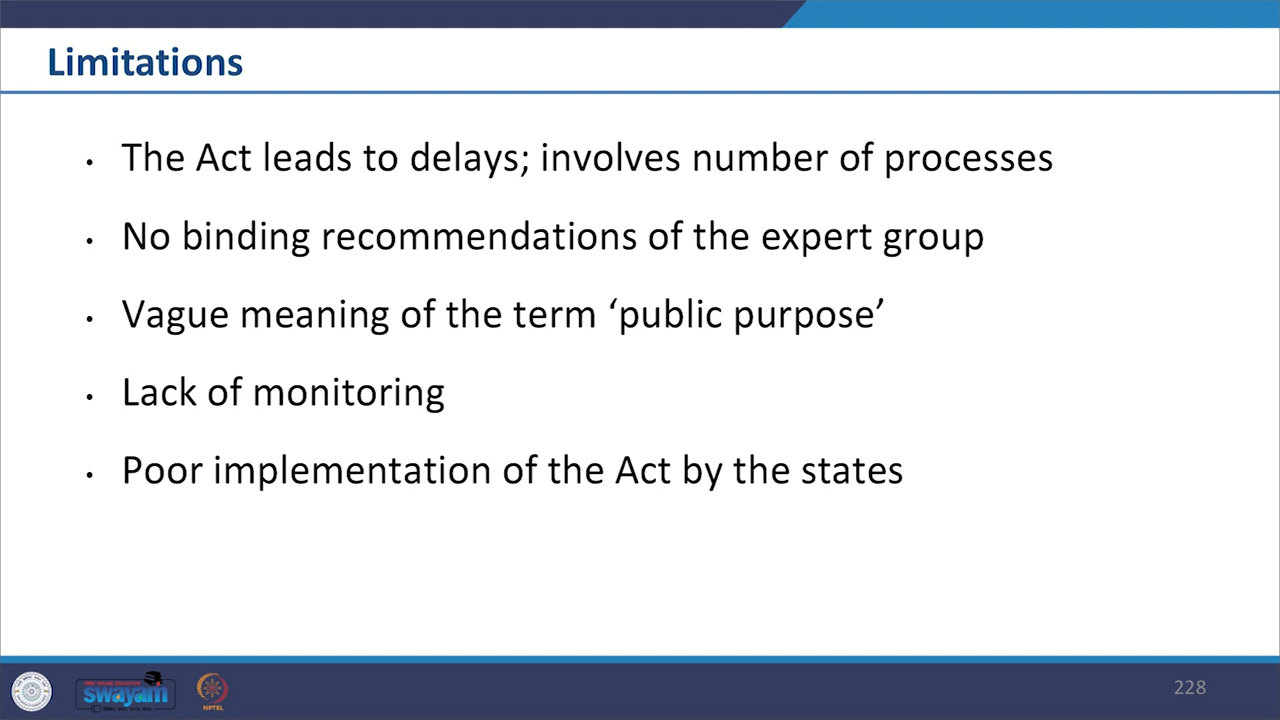 Limitations
• The Act leads to delays; involves number of processes
• No binding recommendations of the expert group
• Vague meaning of the term ‘public purpose’
• Lack of monitoring
• Poor implementation of the Act by the states
swayam
NPTEL
228